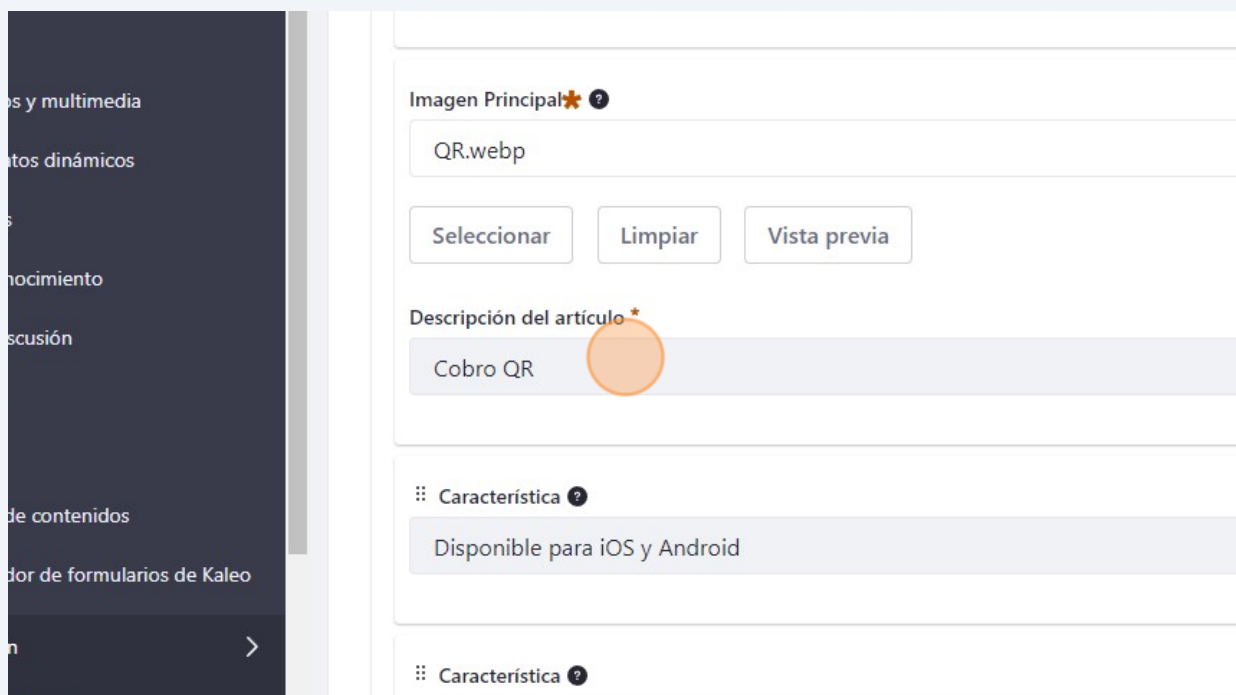 os y multimedia
tos dinámicos
s
nocimiento
scusión
de contenidos
dor de formularios de Kaleo
n
Imagen Principal
QR.webp
Seleccionar Limpiar Vista previa
Descripción del artículo *
Cobro QR
Característica
Disponible para iOS y Android
Característica